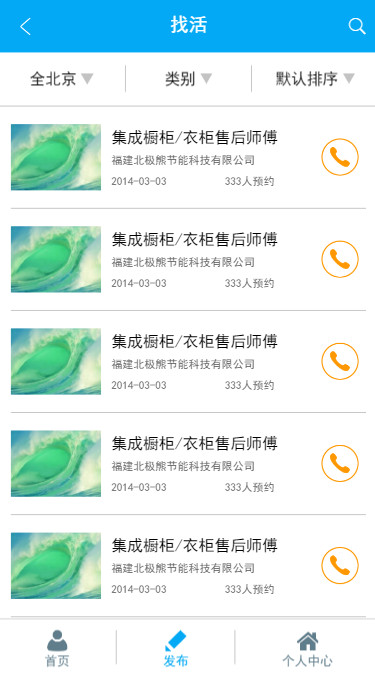 找活
全北京 类别 默认排序
集成橱柜/衣柜售后师傅
福建北极熊节能科技有限公司
2014-03-03 333人预约
集成橱柜/衣柜售后师傅
福建北极熊节能科技有限公司
2014-03-03 333人预约
集成橱柜/衣柜售后师傅
福建北极熊节能科技有限公司
2014-03-03 333人预约
集成橱柜/衣柜售后师傅
福建北极熊节能科技有限公司
2014-03-03 333人预约
集成橱柜/衣柜售后师傅
福建北极熊节能科技有限公司
2014-03-03 333人预约
首页 发布 个人中心